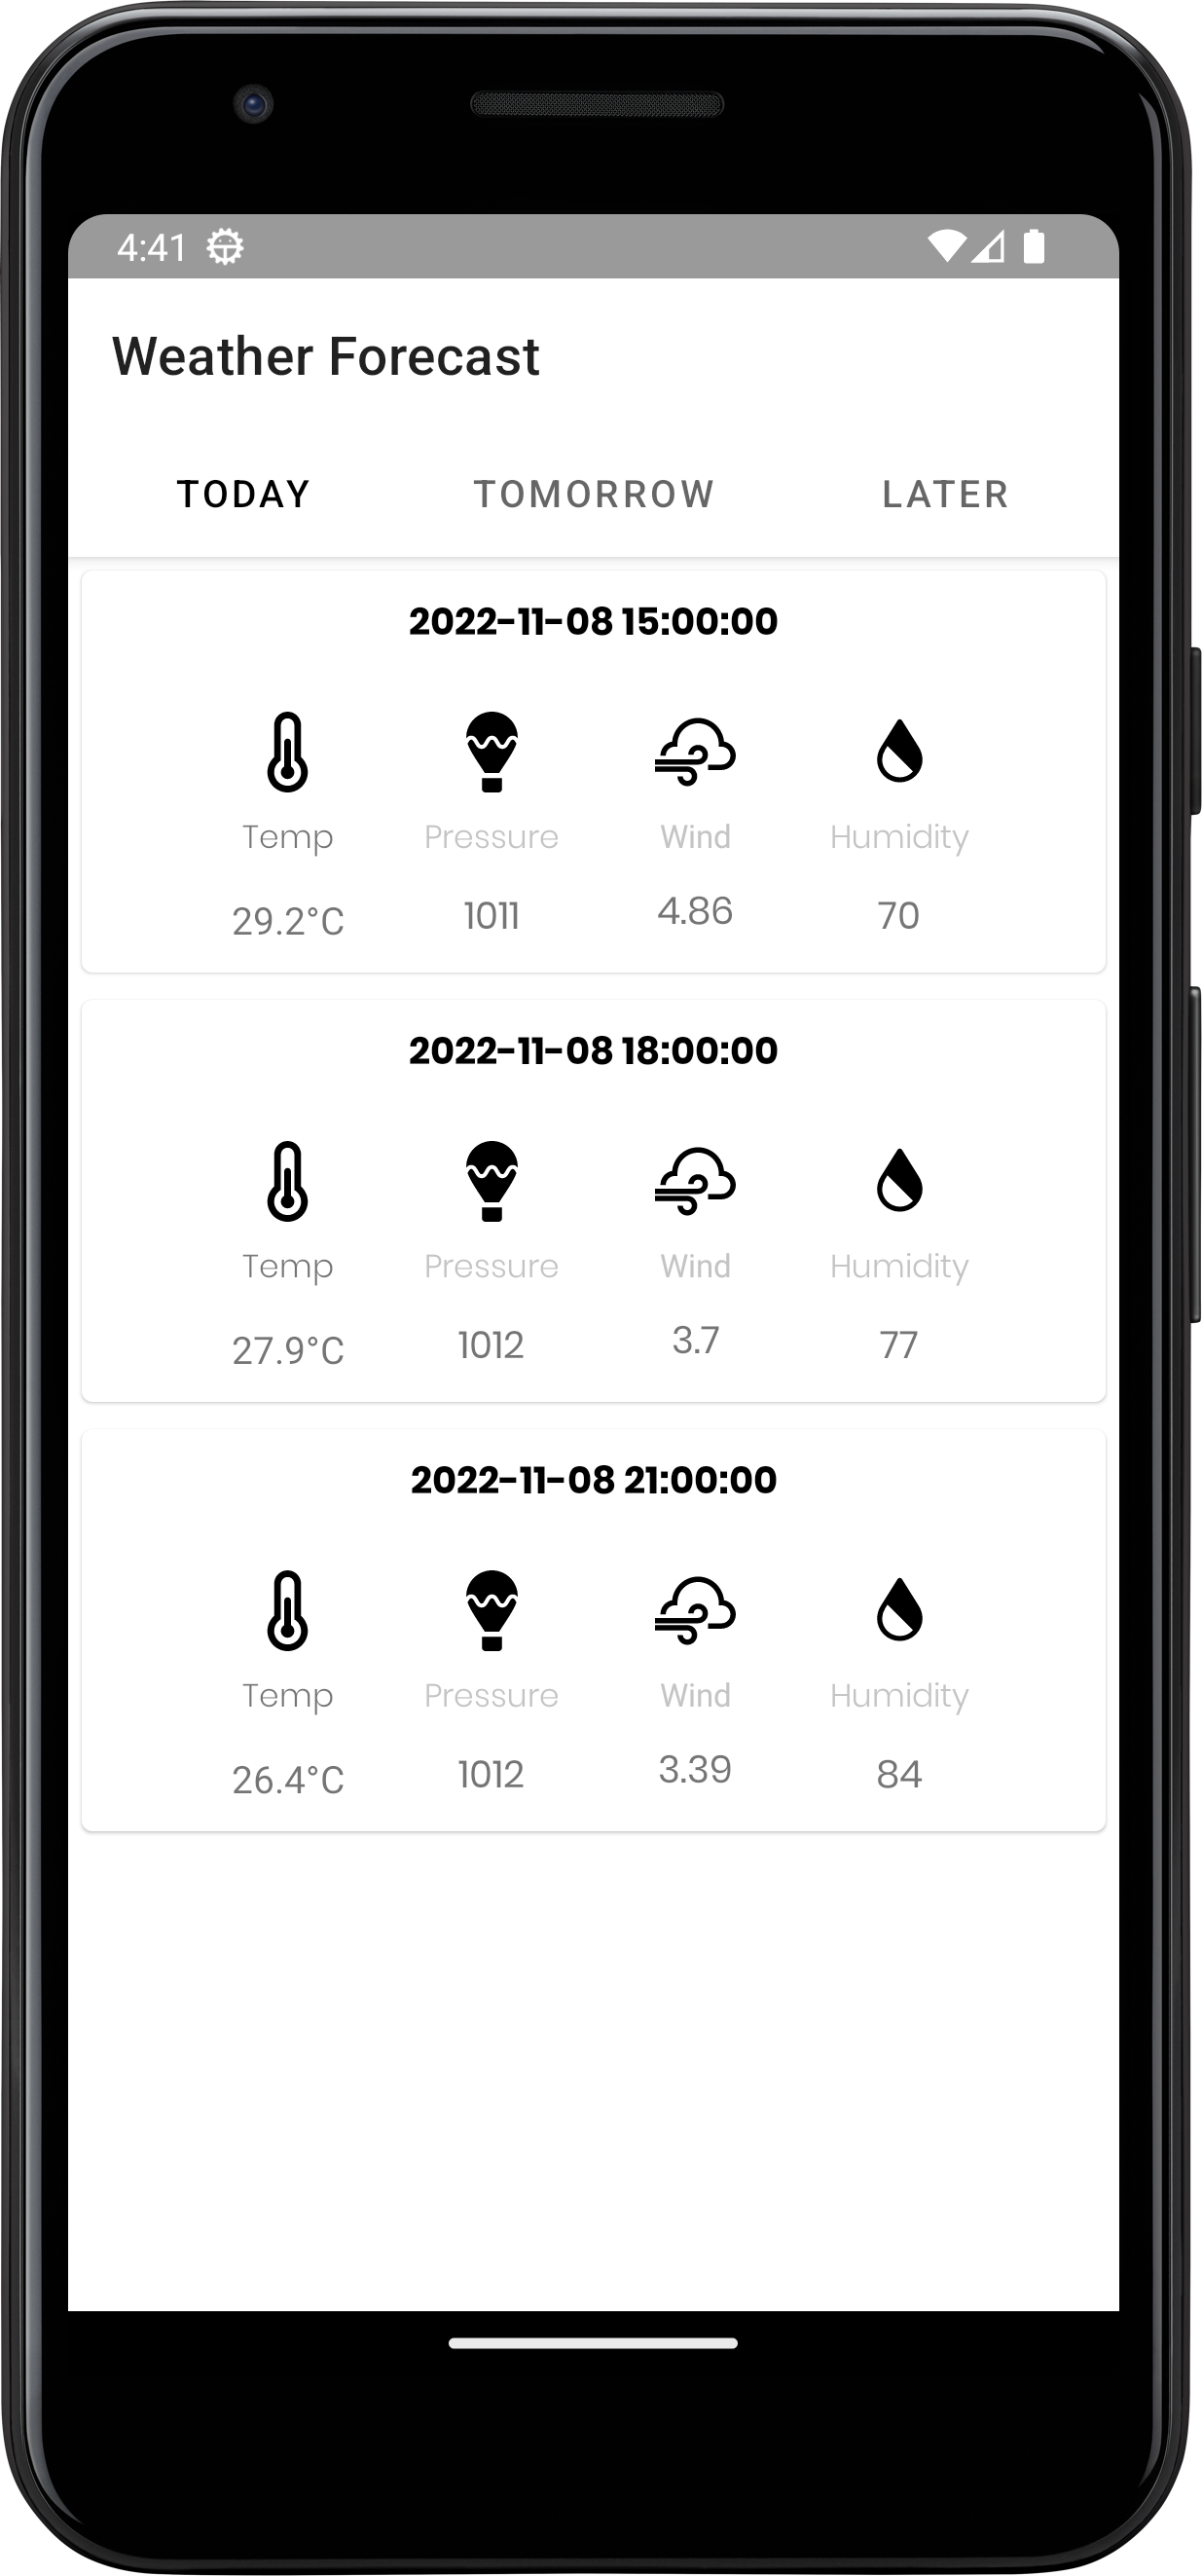 4:41
Weather Forecast
TODAY TOMORROW LATER
2022-11-08 15:00:00
Temp Pressure Wind Humidity
29.2°C 1011 4.86 70
2022-11-08 18:00:00
Temp Pressure Wind Humidity
27.9°C 1012 3.7 77
2022-11-08 21:00:00
Temp Pressure Wind Humidity
26.4°C 1012 3.39 84